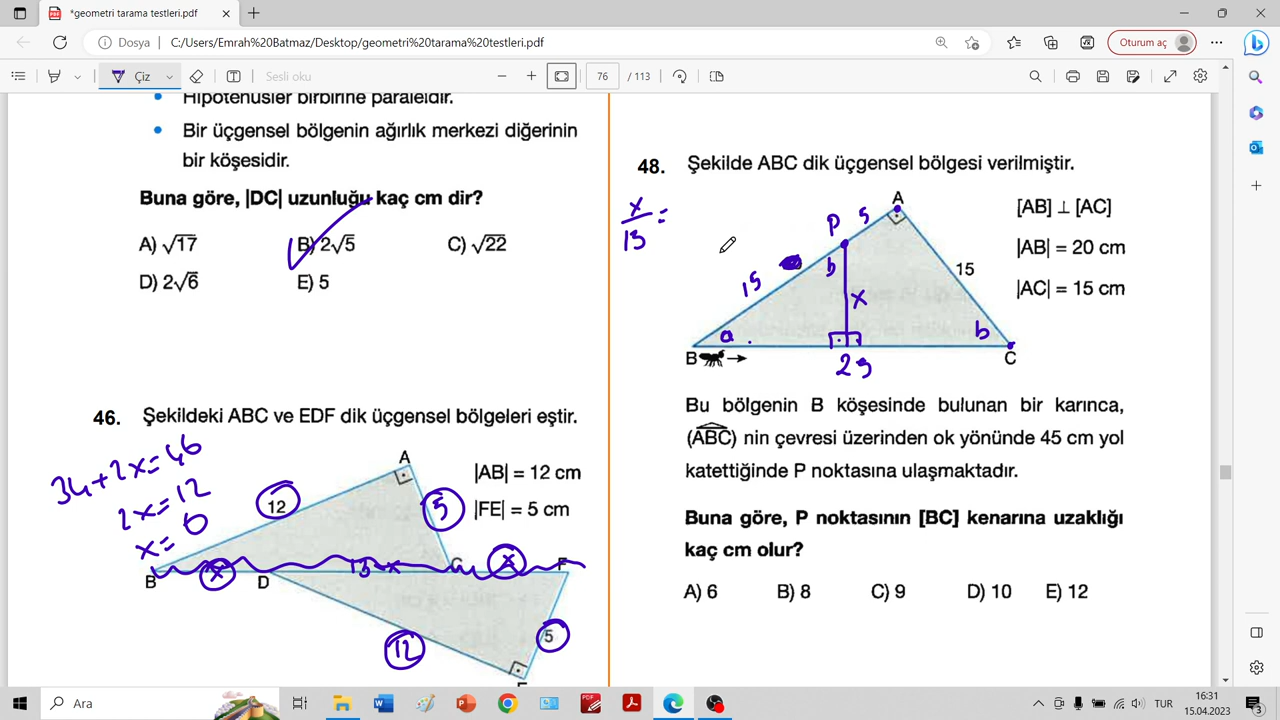 *geometri tarama testleri.pdf
Dosya
C:/Users/Emrah%20Batmaz/Desktop/geometri%20tarama%20testleri.pdf
Oturum aç
Çiz
Sesli oku
76 / 113
Hipotenüsler birbirine paraleldir.
• Bir üçgensel bölgenin ağırlık merkezi diğerinin
bir köşesidir.
Buna göre, |DC| uzunluğu kaç cm dir?
A) √17 B) 2√5 C) √22
D) 2√6 E) 5
46. Şekildeki ABC ve EDF dik üçgensel bölgeleri eştir.
34+2x=46
2x=12
x=6
A
|AB| = 12 cm
|FE| = 5 cm
12
5
B
x
D
13-x
C
x
F
12
5
E
48. Şekilde ABC dik üçgensel bölgesi verilmiştir.
x/15 =
A
P
5
15
b
x
15
a
b
B
25
C
[AB] ⊥ [AC]
|AB| = 20 cm
|AC| = 15 cm
Bu bölgenin B köşesinde bulunan bir karınca,
(ABC) nin çevresi üzerinden ok yönünde 45 cm yol
katettiğinde P noktasına ulaşmaktadır.
Buna göre, P noktasının [BC] kenarına uzaklığı
kaç cm olur?
A) 6 B) 8 C) 9 D) 10 E) 12
Ara
TUR
16:31
15.04.2023
3